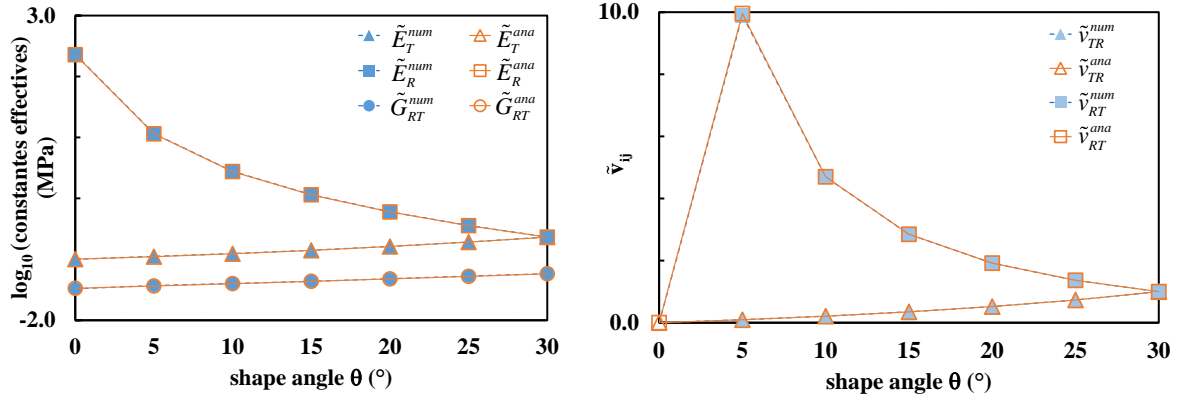 3.0
-2.0
log₁₀ (constantes effectives)
(MPa)
Ẽ_T^num
Ẽ_T^ana
Ẽ_R^num
Ẽ_R^ana
G̃_RT^num
G̃_RT^ana
0 5 10 15 20 25 30
shape angle θ (°)
10.0
0.0
ṽ_ij
ṽ_TR^num
ṽ_TR^ana
ṽ_RT^num
ṽ_RT^ana
0 5 10 15 20 25 30
shape angle θ (°)